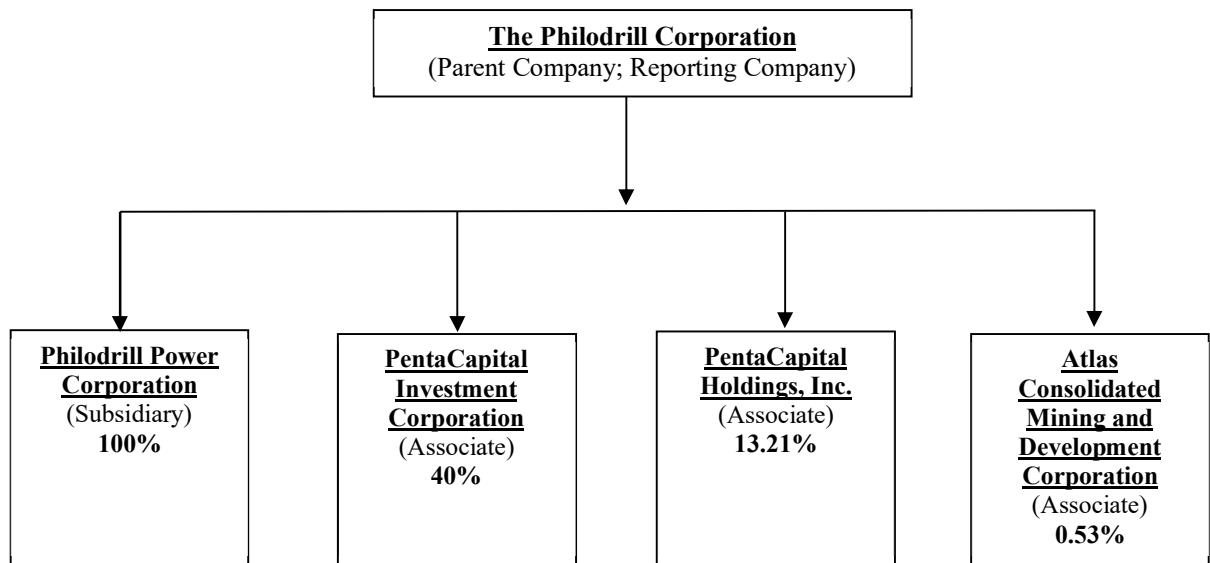 The Philodrill Corporation
(Parent Company; Reporting Company)
Philodrill Power
Corporation
(Subsidiary)
100%
PentaCapital
Investment
Corporation
(Associate)
40%
PentaCapital
Holdings, Inc.
(Associate)
13.21%
Atlas
Consolidated
Mining and
Development
Corporation
(Associate)
0.53%